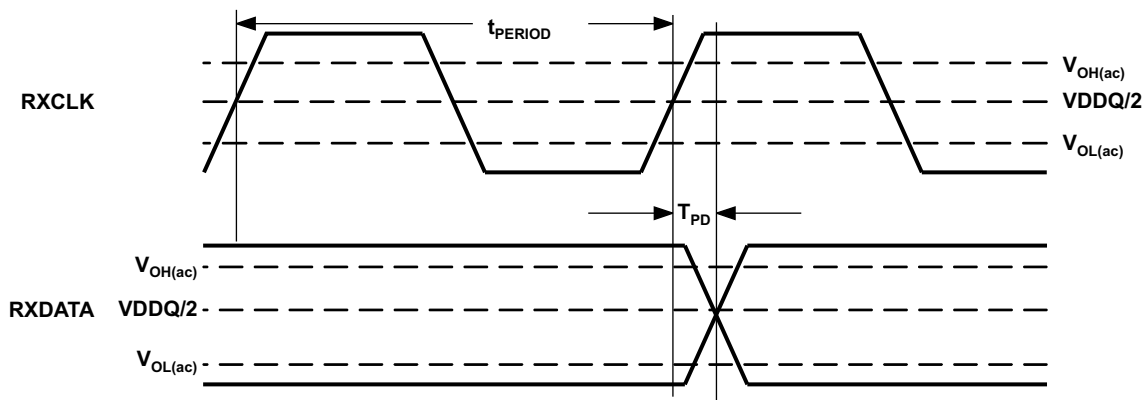 tPERIOD
VOH(ac)
RXCLK
VDDQ/2
VOL(ac)
TPD
VOH(ac)
RXDATA VDDQ/2
VOL(ac)